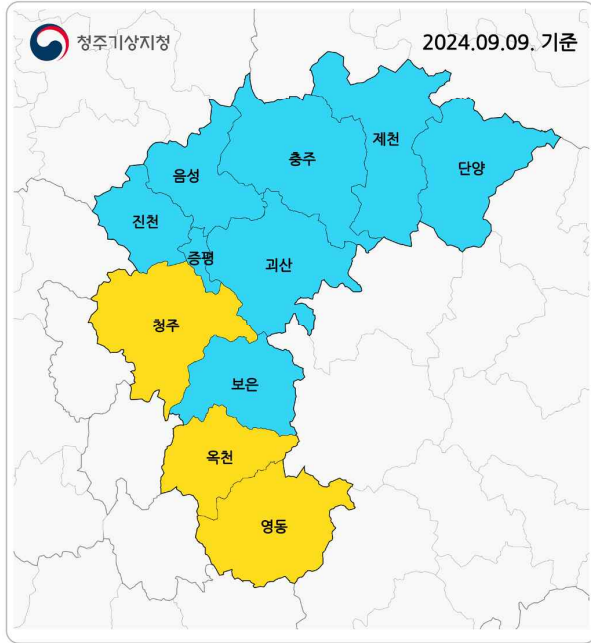 청주기상지청
2024.09.09. 기준
제천
충주
단양
음성
진천
증평
괴산
청주
보은
옥천
영동